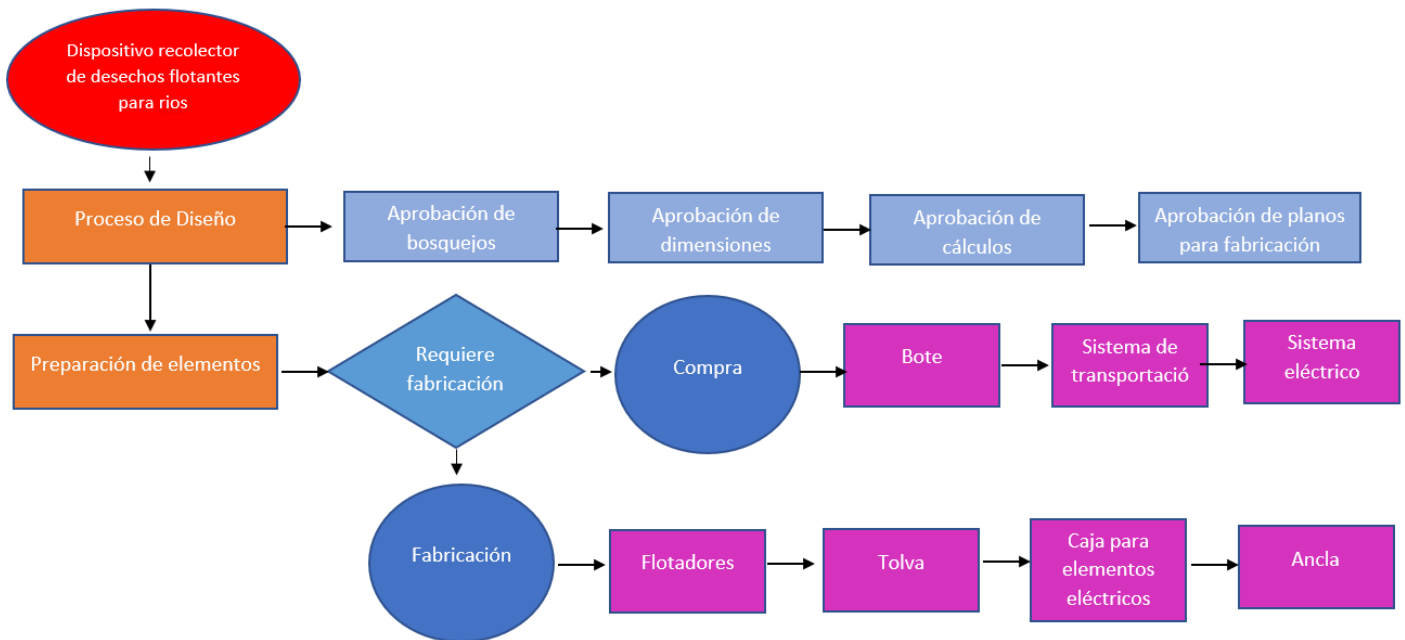 Dispositivo recolector
de desechos flotantes
para rios
Proceso de Diseño
Aprobación de
bosquejos
Aprobación de
dimensiones
Aprobación de
cálculos
Aprobación de planos
para fabricación
Preparación de elementos
Requiere
fabricación
Compra
Bote
Sistema de
transportació
Sistema
eléctrico
Fabricación
Flotadores
Tolva
Caja para
elementos
eléctricos
Ancla